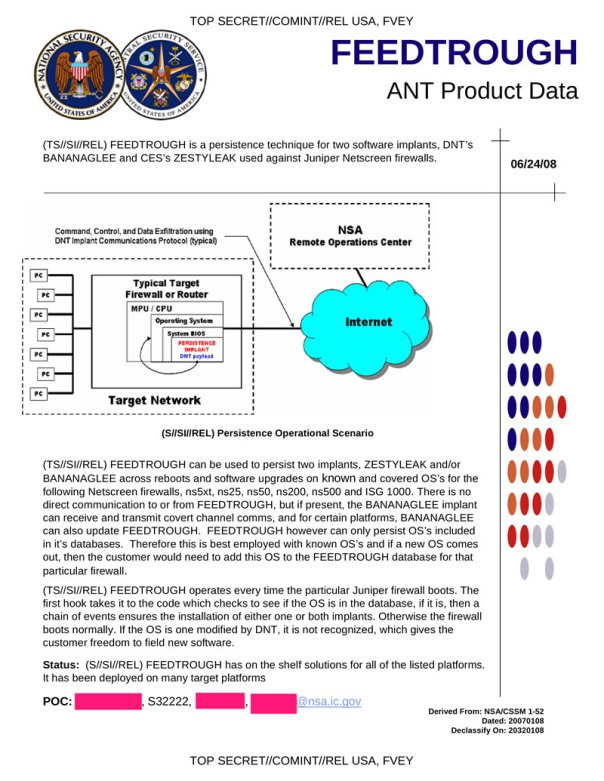 TOP SECRET//COMINT//REL USA, FVEY
NATIONAL SECURITY AGENCY
UNITED STATES OF AMERICA
CENTRAL SECURITY SERVICE
FEEDTROUGH
ANT Product Data
(TS//SI//REL) FEEDTROUGH is a persistence technique for two software implants, DNT's
BANANAGLEE and CES's ZESTYLEAK used against Juniper Netscreen firewalls.
06/24/08
Command, Control, and Data Exfiltration using
DNT Implant Communications Protocol (typical)
NSA
Remote Operations Center
PC
PC
PC
PC
PC
PC
PC
Typical Target
Firewall or Router
MPU / CPU
Operating System
System BIOS
PERSISTENCE
IMPLANT
DNT payload
Internet
Target Network
(S//SI//REL) Persistence Operational Scenario
(TS//SI//REL) FEEDTROUGH can be used to persist two implants, ZESTYLEAK and/or
BANANAGLEE across reboots and software upgrades on known and covered OS's for the
following Netscreen firewalls, ns5xt, ns25, ns50, ns200, ns500 and ISG 1000. There is no
direct communication to or from FEEDTROUGH, but if present, the BANANAGLEE implant
can receive and transmit covert channel comms, and for certain platforms, BANANAGLEE
can also update FEEDTROUGH. FEEDTROUGH however can only persist OS's included
in it's databases. Therefore this is best employed with known OS's and if a new OS comes
out, then the customer would need to add this OS to the FEEDTROUGH database for that
particular firewall.
(TS//SI//REL) FEEDTROUGH operates every time the particular Juniper firewall boots. The
first hook takes it to the code which checks to see if the OS is in the database, if it is, then a
chain of events ensures the installation of either one or both implants. Otherwise the firewall
boots normally. If the OS is one modified by DNT, it is not recognized, which gives the
customer freedom to field new software.
Status: (S//SI//REL) FEEDTROUGH has on the shelf solutions for all of the listed platforms.
It has been deployed on many target platforms
POC: , S32222, , @nsa.ic.gov
Derived From: NSA/CSSM 1-52
Dated: 20070108
Declassify On: 20320108
TOP SECRET//COMINT//REL USA, FVEY